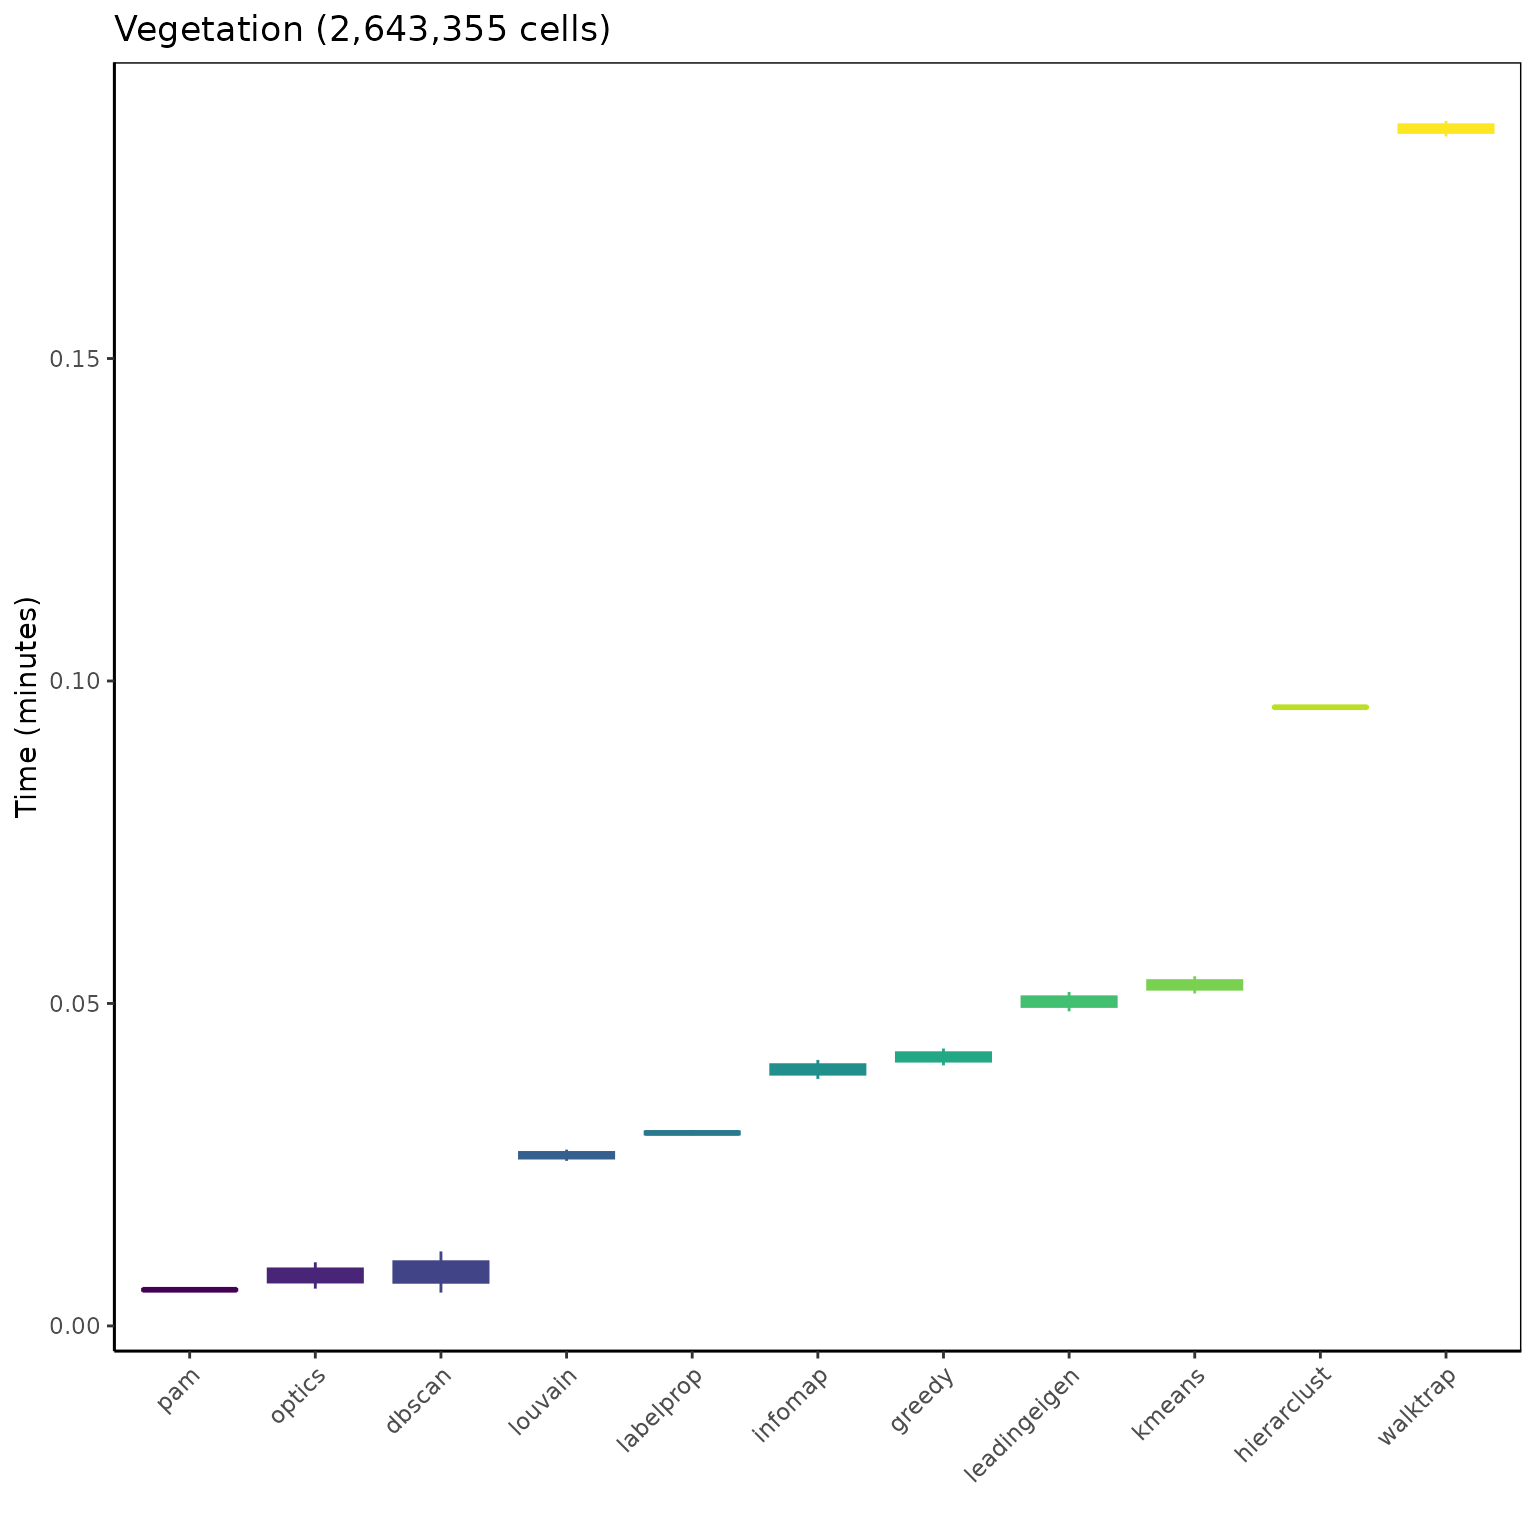 Vegetation (2,643,355 cells)
Time (minutes)
0.15
0.10
0.05
0.00
pam
optics
dbscan
louvain
labelprop
infomap
greedy
leadingeigen
kmeans
hierarclust
walktrap